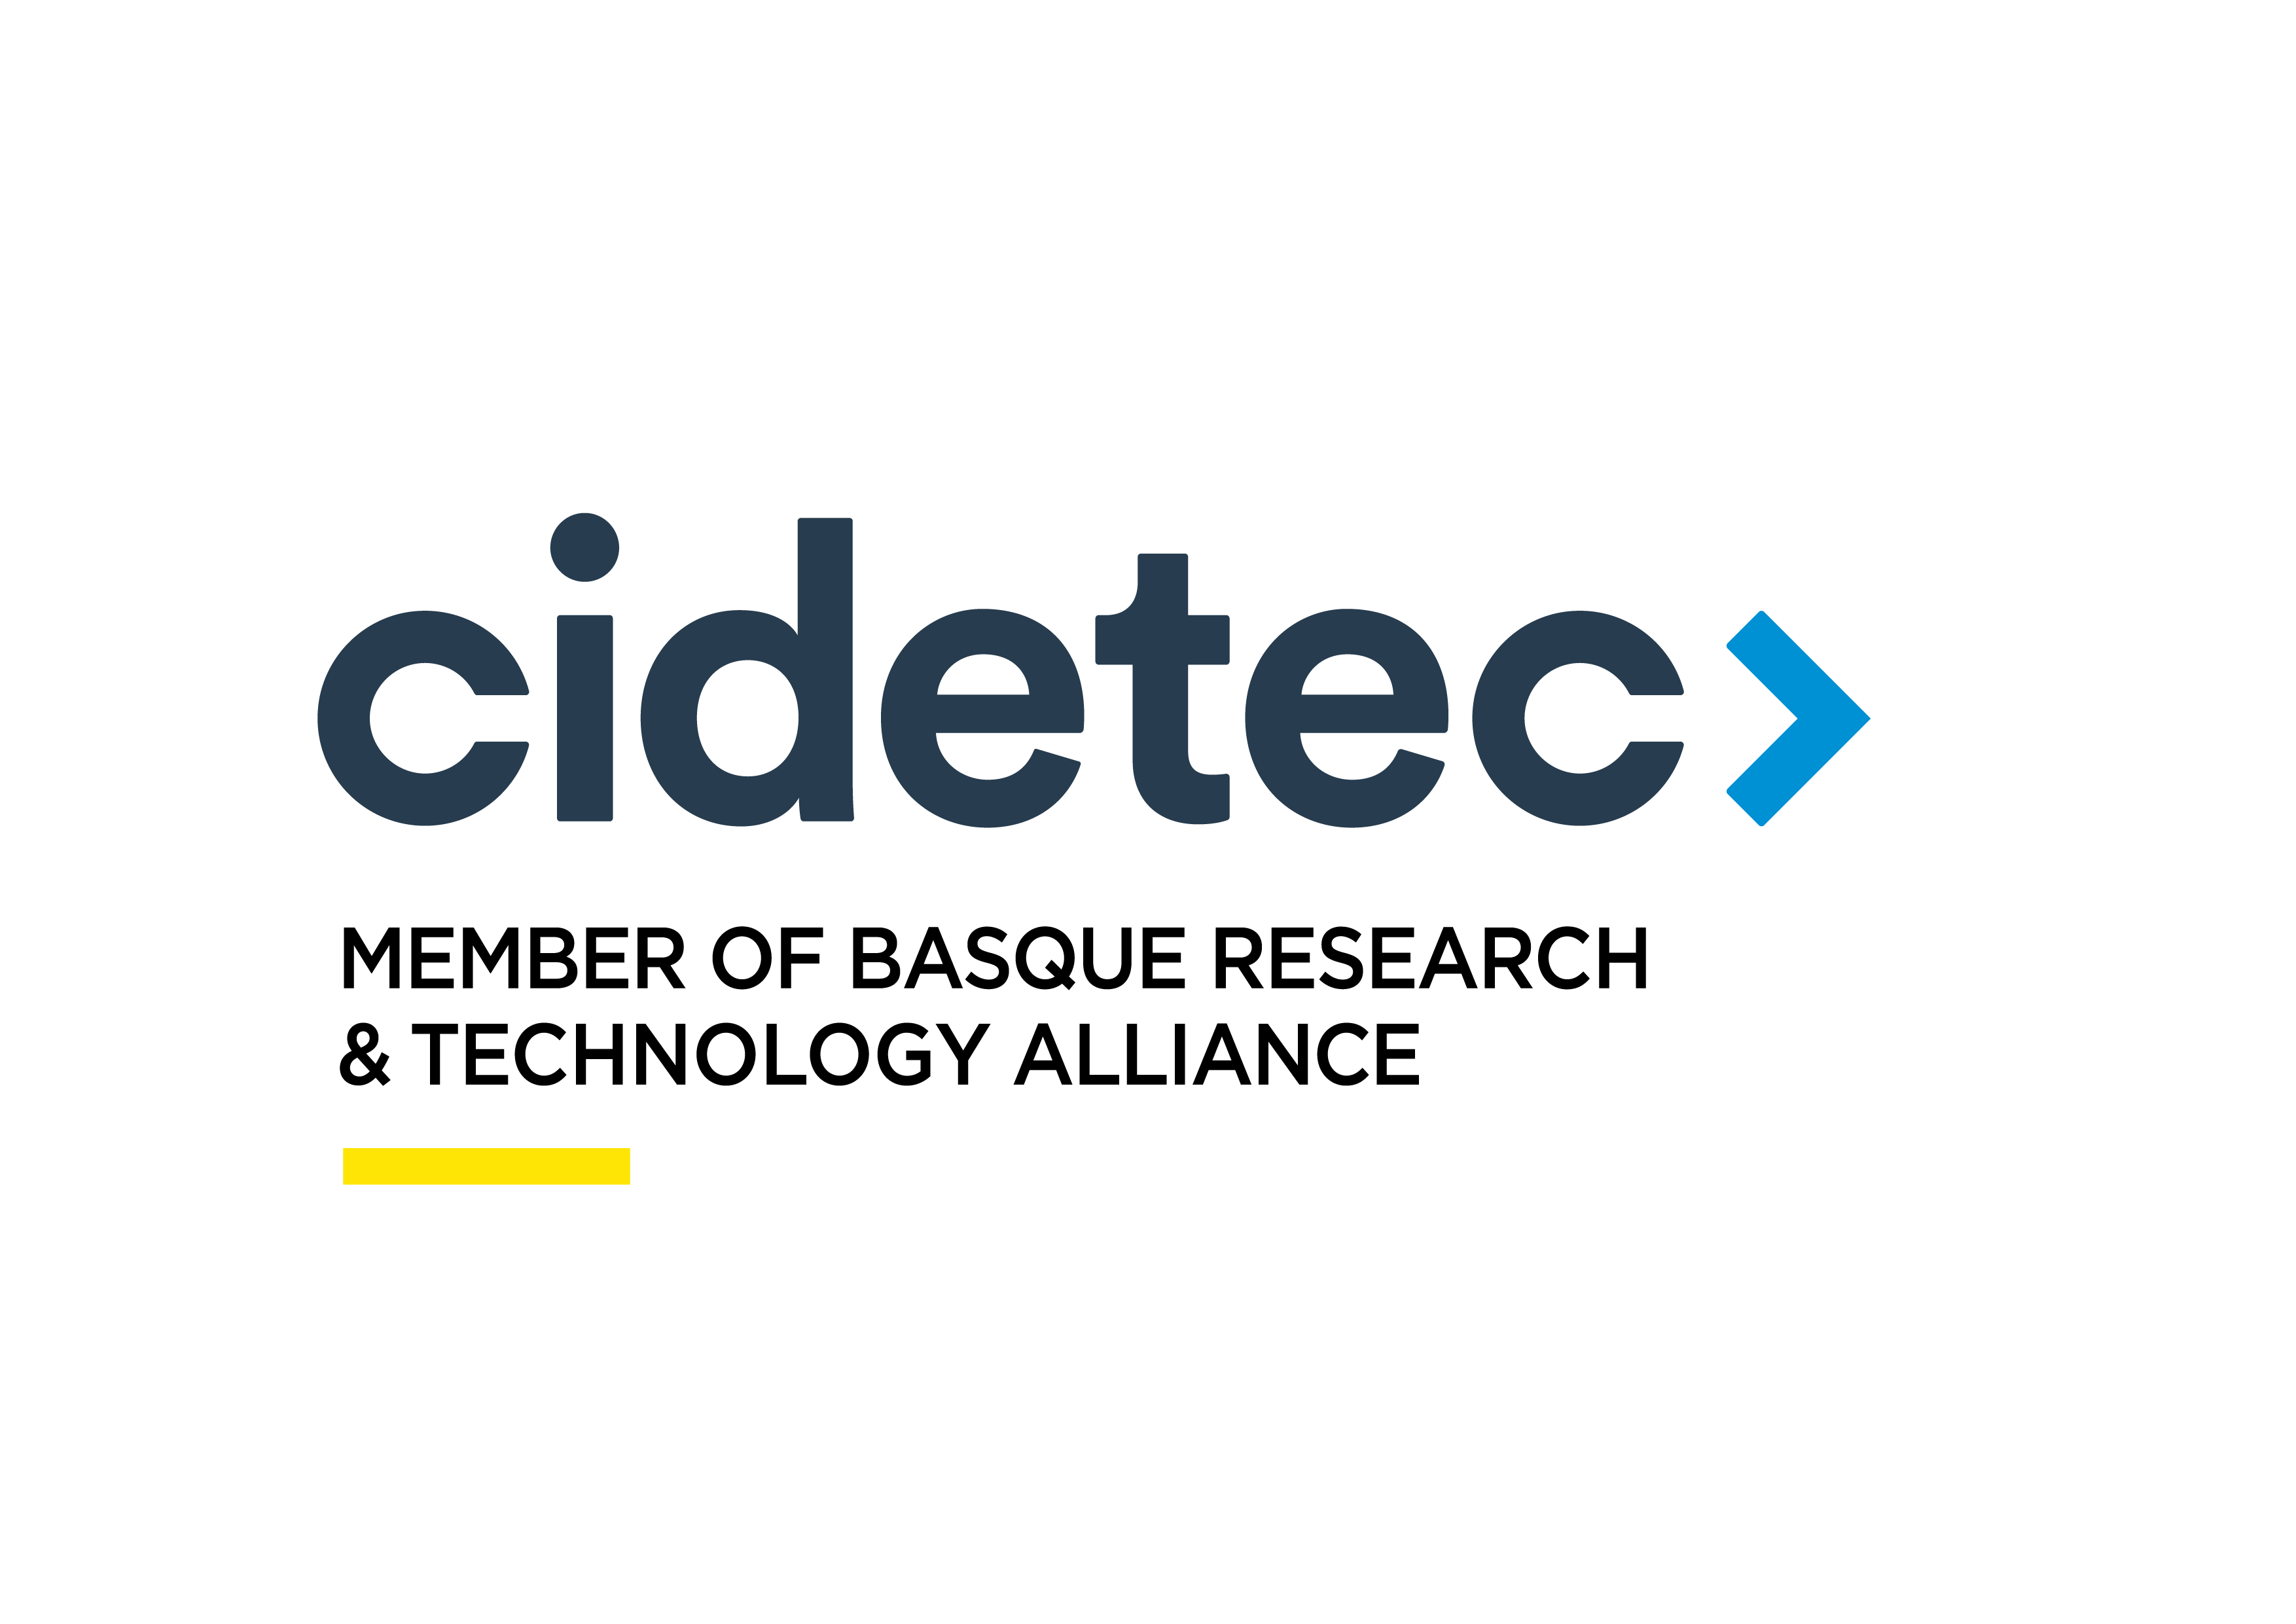 cidetec
MEMBER OF BASQUE RESEARCH
& TECHNOLOGY ALLIANCE